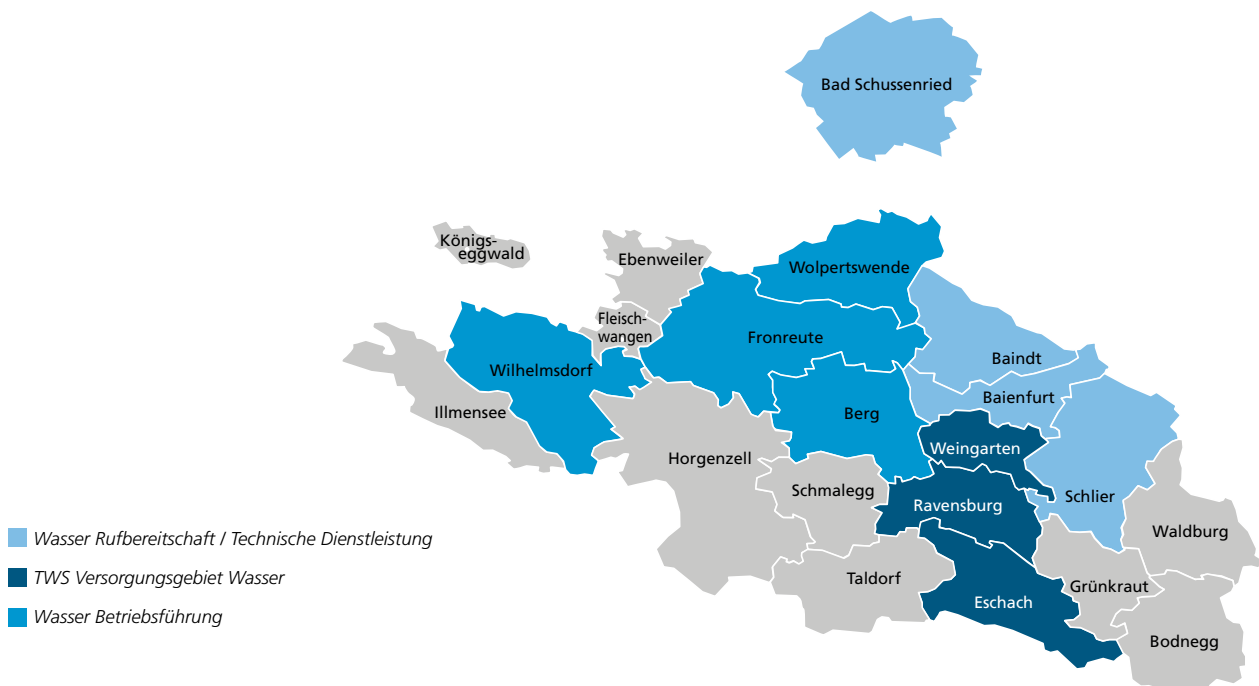 Bad Schussenried
Königs-
eggwald
Ebenweiler
Wolpertswende
Fleisch-
wangen
Fronreute
Wilhelmsdorf
Baindt
Illmensee
Berg
Baienfurt
Weingarten
Horgenzell
Schmalegg
Ravensburg
Schlier
Waldburg
Taldorf
Eschach
Grünkraut
Bodnegg
Wasser Rufbereitschaft / Technische Dienstleistung
TWS Versorgungsgebiet Wasser
Wasser Betriebsführung